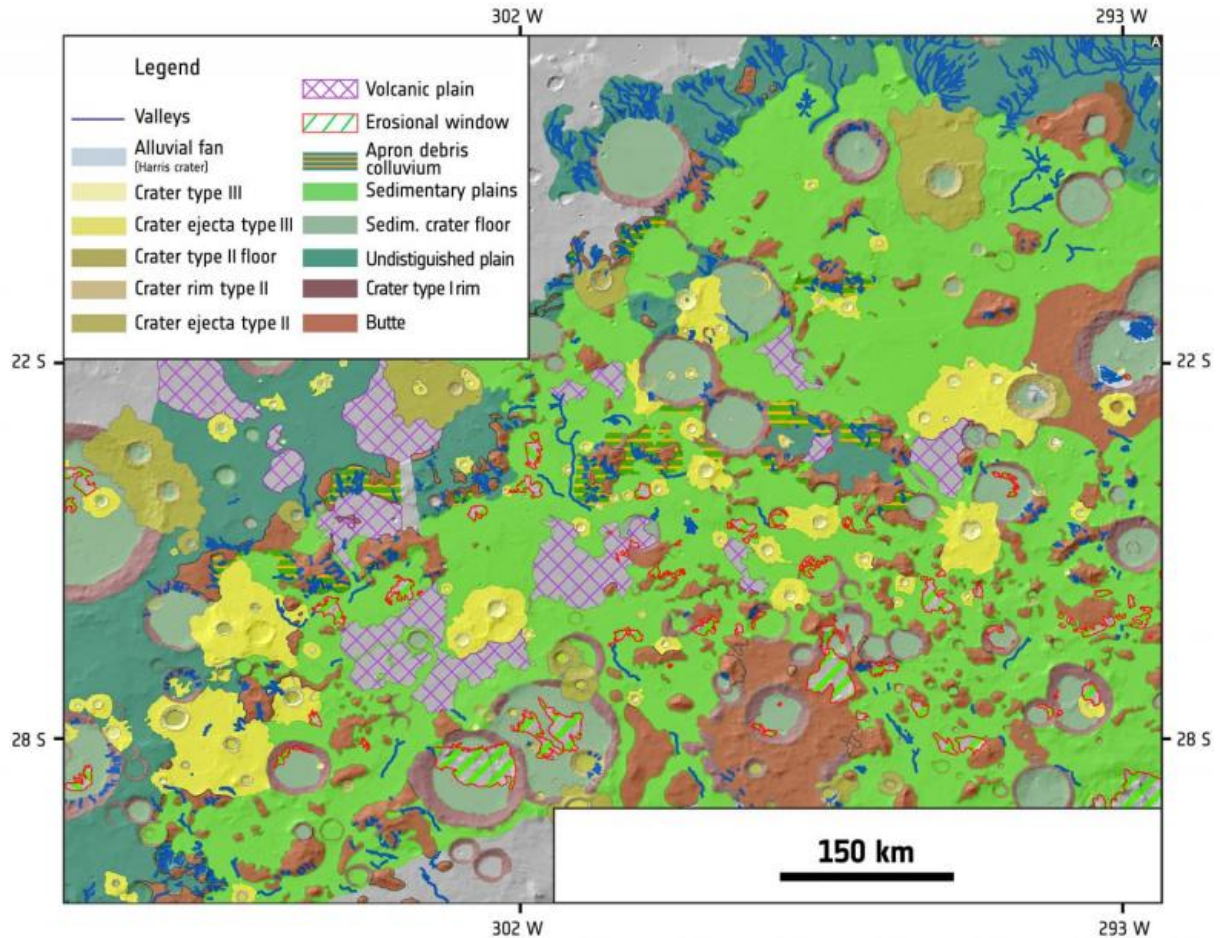 302 W
293 W
A
Legend
Valleys
Alluvial fan
(Harris crater)
Crater type III
Crater ejecta type III
Crater type II floor
Crater rim type II
Crater ejecta type II
Volcanic plain
Erosional window
Apron debris
colluvium
Sedimentary plains
Sedim. crater floor
Undistiguished plain
Crater type I rim
Butte
22 S
22 S
28 S
28 S
150 km
302 W
293 W